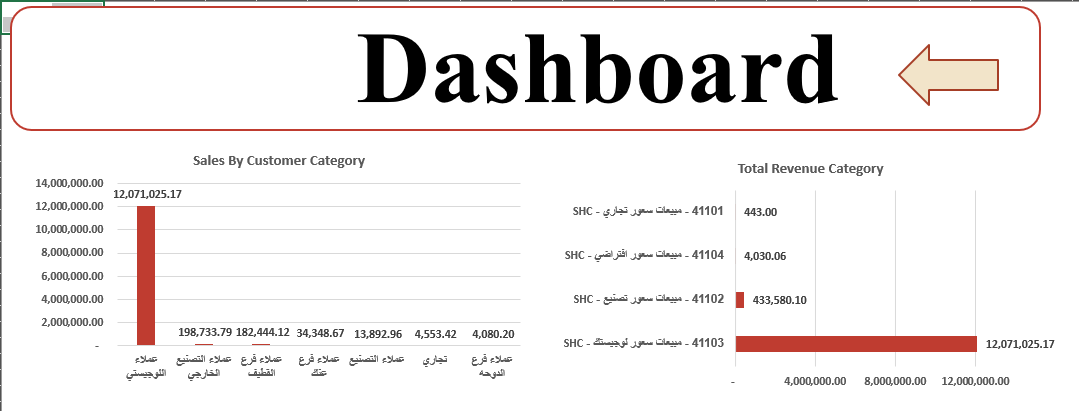 Dashboard
Sales By Customer Category
14,000,000.00
12,000,000.00
10,000,000.00
8,000,000.00
6,000,000.00
4,000,000.00
2,000,000.00
-
12,071,025.17
198,733.79
182,444.12
34,348.67
13,892.96
4,553.42
4,080.20
عملاء
اللوجيستي
عملاء التصنيع
الخارجي
عملاء فرع
القطيف
عملاء فرع
عنك
عملاء التصنيع
تجاري
عملاء فرع
الدوحه
Total Revenue Category
41101 - مبيعات سعور تجاري - SHC
443.00
41104 - مبيعات سعور افتراضي - SHC
4,030.06
41102 - مبيعات سعور تصنيع - SHC
433,580.10
41103 - مبيعات سعور لوجيستك - SHC
12,071,025.17
-
4,000,000.00
8,000,000.00
12,000,000.00